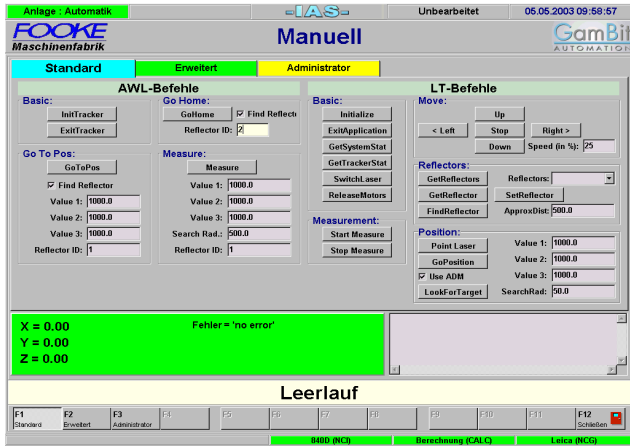 Anlage : Automatik
IAS
Unbearbeitet
05.05.2003 09:58:57
FOOKE
Maschinenfabrik
Manuell
GamBit
AUTOMATION
Standard
Erweitert
Administrator
AWL-Befehle
LT-Befehle
Basic:
InitTracker
ExitTracker
Go Home:
GoHome
Find Reflecto
Reflector ID: 2
Go To Pos:
GoToPos
Find Reflector
Value 1: 1000.0
Value 2: 1000.0
Value 3: 1000.0
Reflector ID: 1
Measure:
Measure
Value 1: 1000.0
Value 2: 1000.0
Value 3: 1000.0
Search Rad.: 500.0
Reflector ID: 1
Basic:
Initialize
ExitApplication
GetSystemStat
GetTrackerStat
SwitchLaser
ReleaseMotors
Measurement:
Start Measure
Stop Measure
Move:
Up
< Left
Stop
Right >
Down
Speed (in %): 25
Reflectors:
GetReflectors
Reflectors:
GetReflector
SetReflector
FindReflector
ApproxDist: 500.0
Position:
Point Laser
Value 1: 1000.0
GoPosition
Value 2: 1000.0
Use ADM
Value 3: 1000.0
LookForTarget
SearchRad: 50.0
X = 0.00
Y = 0.00
Z = 0.00
Fehler = 'no error'
Leerlauf
F1
Standard
F2
Erweitert
F3
Administrator
F4
F5
F6
F7
F8
F9
F10
F11
F12
Schließen
840D (NCI)
Berechnung (CALC)
Leica (NCG)